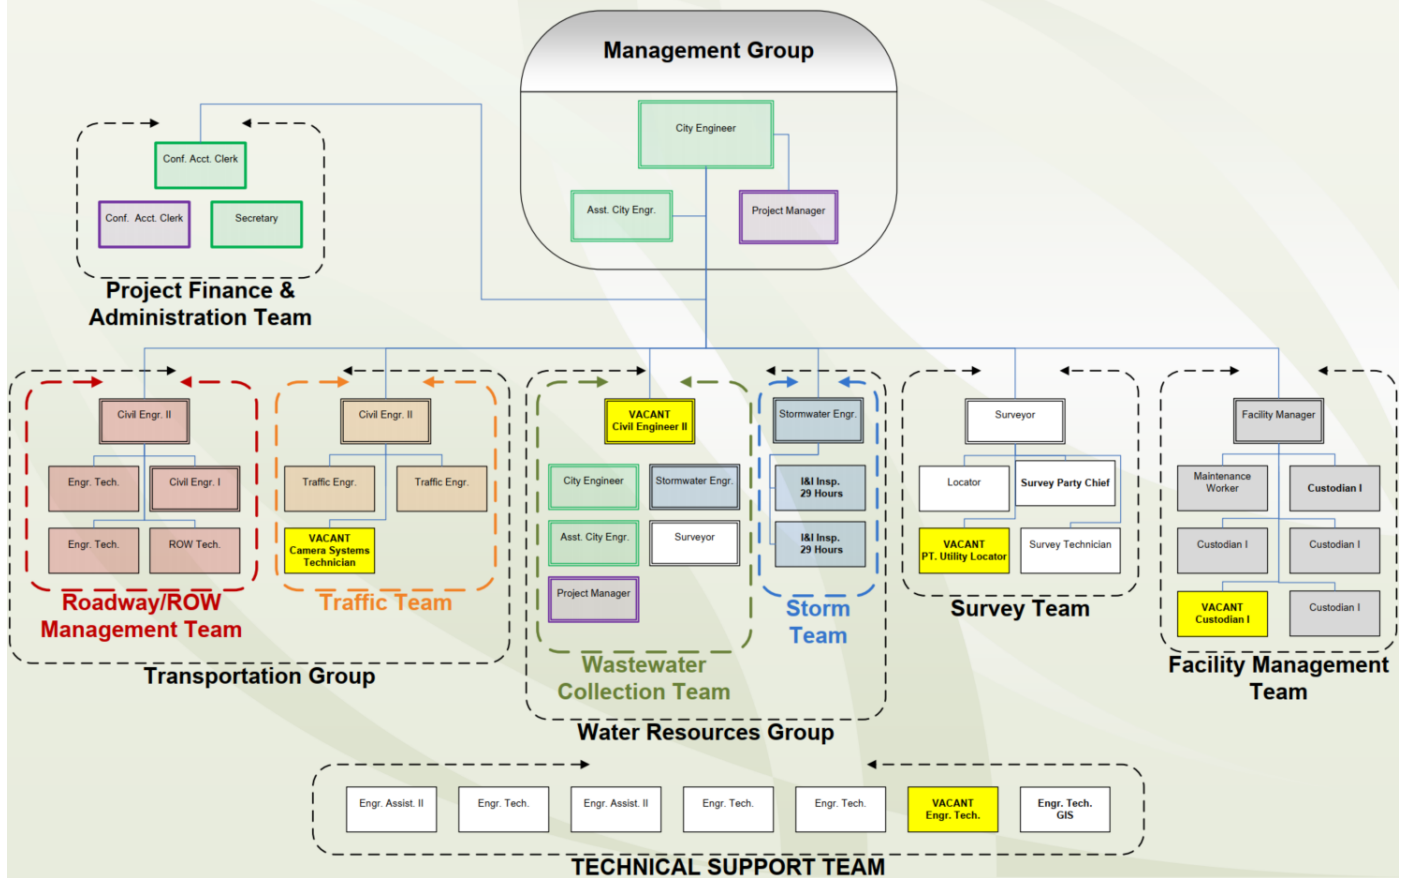 Management Group
City Engineer
Asst. City Engr.
Project Manager
Conf. Acct. Clerk
Conf. Acct. Clerk
Secretary
Project Finance &
Administration Team
Civil Engr. II
Engr. Tech.
Civil Engr. I
Engr. Tech.
ROW Tech.
Roadway/ROW
Management Team
Civil Engr. II
Traffic Engr.
Traffic Engr.
VACANT
Camera Systems
Technician
Traffic Team
Transportation Group
VACANT
Civil Engineer II
City Engineer
Stormwater Engr.
Asst. City Engr.
Surveyor
Project Manager
Wastewater
Collection Team
Stormwater Engr.
I&I Insp.
29 Hours
I&I Insp.
29 Hours
Storm
Team
Water Resources Group
Surveyor
Locator
Survey Party Chief
VACANT
PT. Utility Locator
Survey Technician
Survey Team
Facility Manager
Maintenance
Worker
Custodian I
Custodian I
Custodian I
VACANT
Custodian I
Custodian I
Facility Management
Team
Engr. Assist. II
Engr. Tech.
Engr. Assist. II
Engr. Tech.
Engr. Tech.
VACANT
Engr. Tech.
Engr. Tech.
GIS
TECHNICAL SUPPORT TEAM